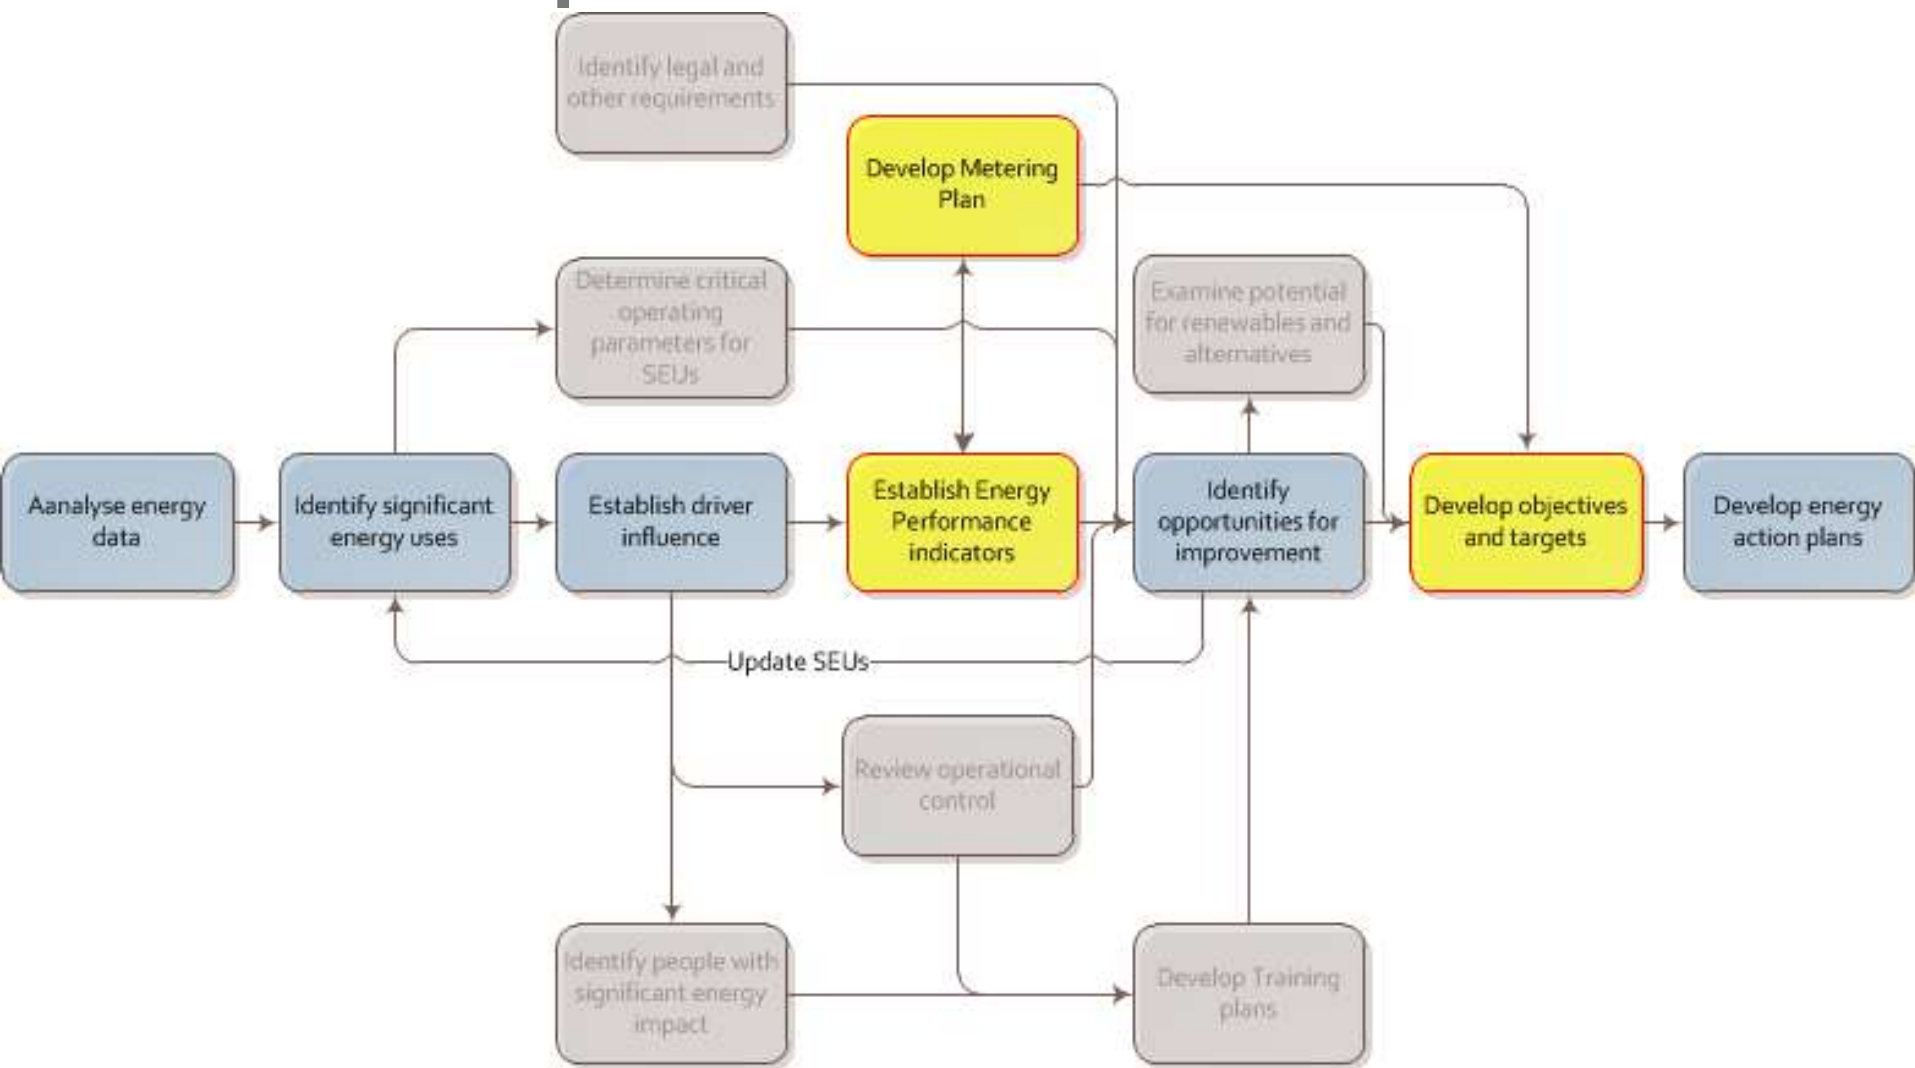 Identify legal and
other requirements
Develop Metering
Plan
Determine critical
operating
parameters for
SEUs
Examine potential
for renewables and
alternatives
Aanalyse energy
data
Identify significant
energy uses
Establish driver
influence
Establish Energy
Performance
indicators
Identify
opportunities for
improvement
Develop objectives
and targets
Develop energy
action plans
Update SEUs
Review operational
control
Identify people with
significant energy
impact
Develop Training
plans